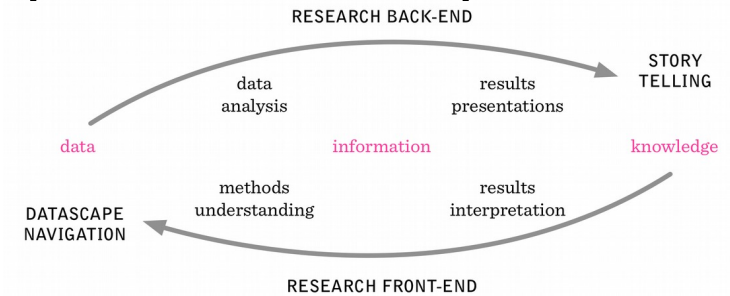 RESEARCH BACK-END
STORY
TELLING
data
analysis
results
presentations
data
information
knowledge
methods
understanding
results
interpretation
DATASCAPE
NAVIGATION
RESEARCH FRONT-END